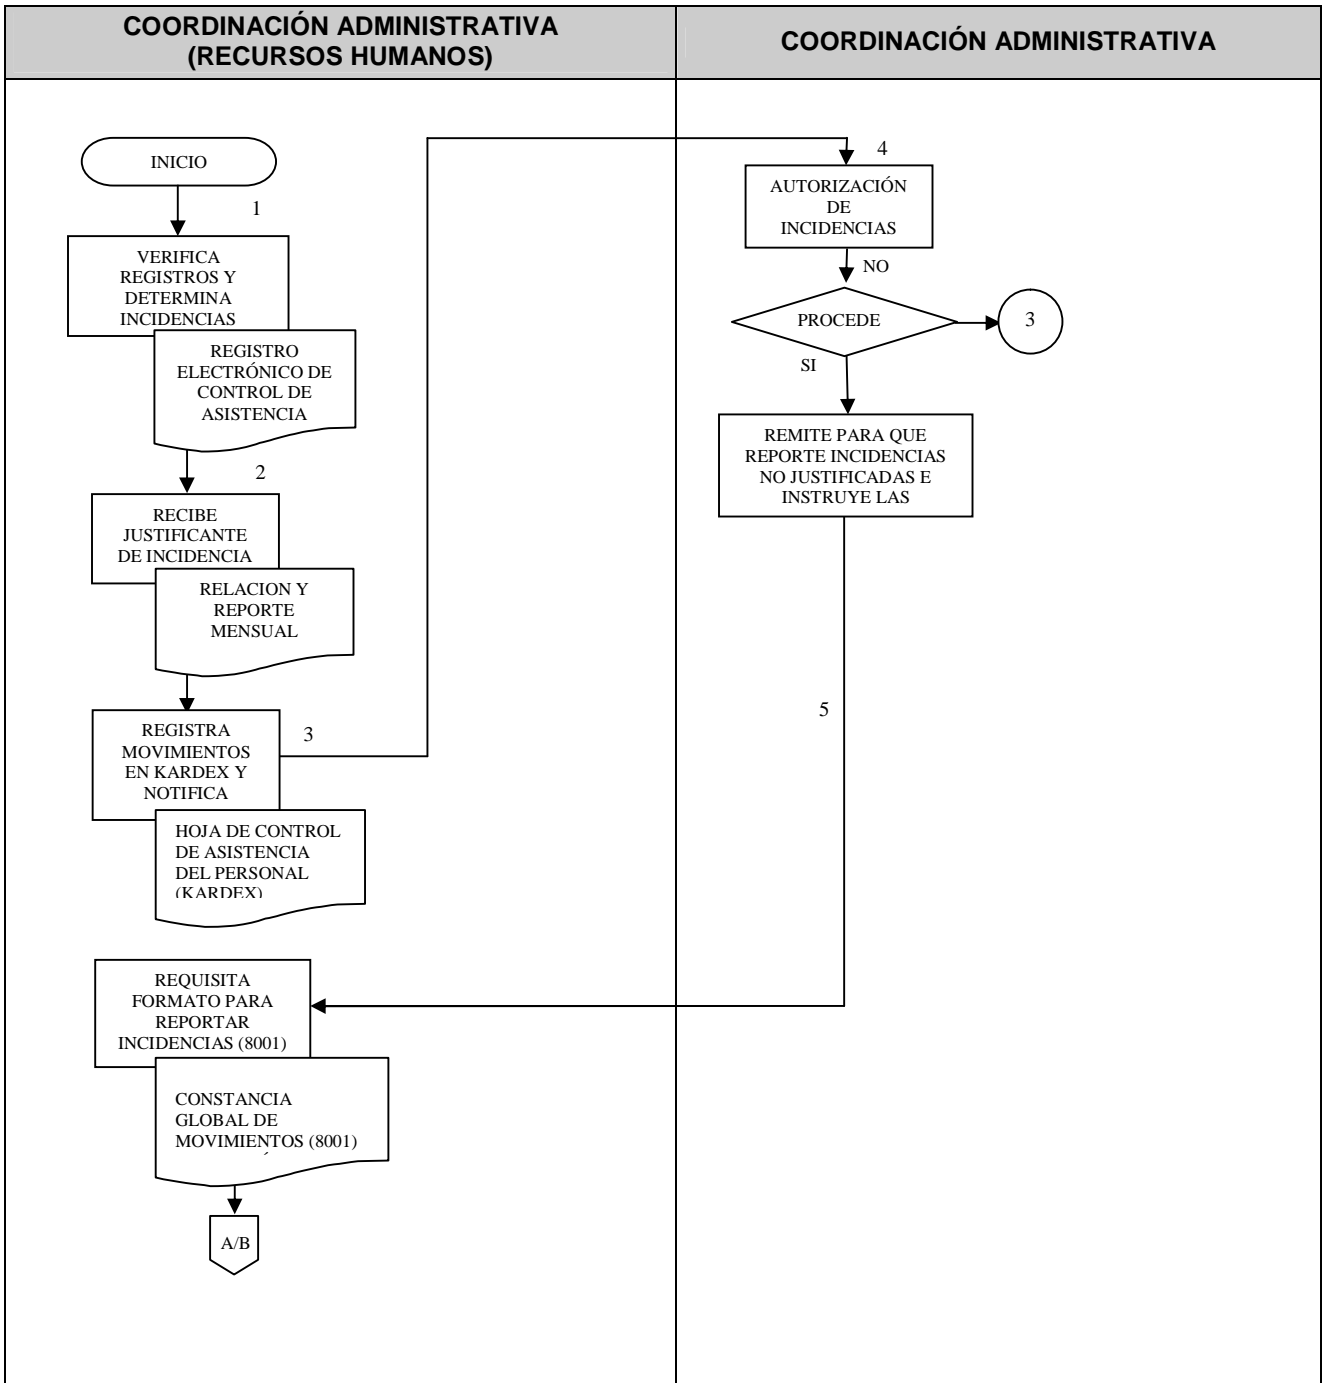 COORDINACIÓN ADMINISTRATIVA
(RECURSOS HUMANOS)
COORDINACIÓN ADMINISTRATIVA
INICIO
1
VERIFICA
REGISTROS Y
DETERMINA
INCIDENCIAS
REGISTRO
ELECTRÓNICO DE
CONTROL DE
ASISTENCIA
2
RECIBE
JUSTIFICANTE
DE INCIDENCIA
RELACION Y
REPORTE
MENSUAL
REGISTRA
MOVIMIENTOS
EN KARDEX Y
NOTIFICA
3
HOJA DE CONTROL
DE ASISTENCIA
DEL PERSONAL
(KARDEX)
4
AUTORIZACIÓN
DE
INCIDENCIAS
NO
PROCEDE
3
SI
REMITE PARA QUE
REPORTE INCIDENCIAS
NO JUSTIFICADAS E
INSTRUYE LAS
5
REQUISITA
FORMATO PARA
REPORTAR
INCIDENCIAS (8001)
CONSTANCIA
GLOBAL DE
MOVIMIENTOS (8001)
A/B